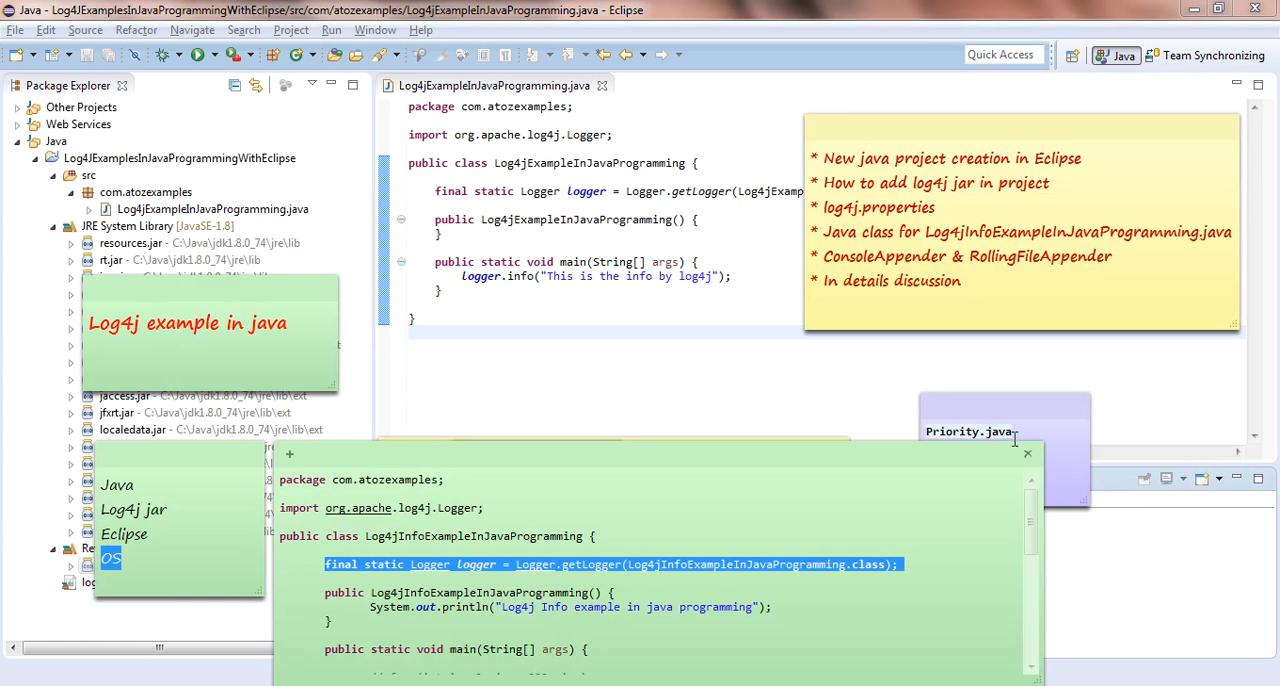 Java - Log4JExamplesInJavaProgrammingWithEclipse/src/com/atozexamples/Log4jExampleInJavaProgramming.java - Eclipse
File Edit Source Refactor Navigate Search Project Run Window Help
Quick Access
Java
Team Synchronizing
Package Explorer
Other Projects
Web Services
Java
Log4JExamplesInJavaProgrammingWithEclipse
src
com.atozexamples
Log4jExampleInJavaProgramming.java
JRE System Library [JavaSE-1.8]
resources.jar - C:\Java\jdk1.8.0_74\jre\lib
rt.jar - C:\Java\jdk1.8.0_74\jre\lib
Log4j example in java
jaccess.jar - C:\Java\jdk1.8.0_74\jre\lib\ext
jfxrt.jar - C:\Java\jdk1.8.0_74\jre\lib\ext
localedata.jar - C:\Java\jdk1.8.0_74\jre\lib\ext
Java
Log4j jar
Eclipse
OS
Re
log
Log4jExampleInJavaProgramming.java
package com.atozexamples;
import org.apache.log4j.Logger;
public class Log4jExampleInJavaProgramming {
final static Logger logger = Logger.getLogger(Log4jExamp
public Log4jExampleInJavaProgramming() {
}
public static void main(String[] args) {
logger.info("This is the info by log4j");
}
}
* New java project creation in Eclipse
* How to add log4j jar in project
* log4j.properties
* Java class for Log4jInfoExampleInJavaProgramming.java
* ConsoleAppender & RollingFileAppender
* In details discussion
Priority.java
package com.atozexamples;
import org.apache.log4j.Logger;
public class Log4jInfoExampleInJavaProgramming {
final static Logger logger = Logger.getLogger(Log4jInfoExampleInJavaProgramming.class);
public Log4jInfoExampleInJavaProgramming() {
System.out.println("Log4j Info example in java programming");
}
public static void main(String[] args) {